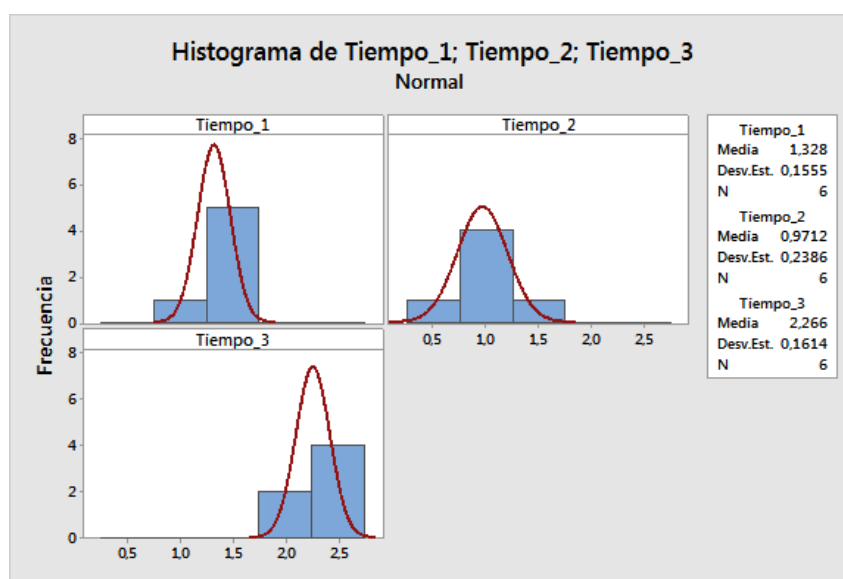 Histograma de Tiempo_1; Tiempo_2; Tiempo_3
Normal
Tiempo_1
Tiempo_2
8
6
4
2
0
0,5 1,0 1,5 2,0 2,5
Tiempo_3
8
6
4
2
0
0,5 1,0 1,5 2,0 2,5
Frecuencia
Tiempo_1
Media 1,328
Desv.Est. 0,1555
N 6
Tiempo_2
Media 0,9712
Desv.Est. 0,2386
N 6
Tiempo_3
Media 2,266
Desv.Est. 0,1614
N 6